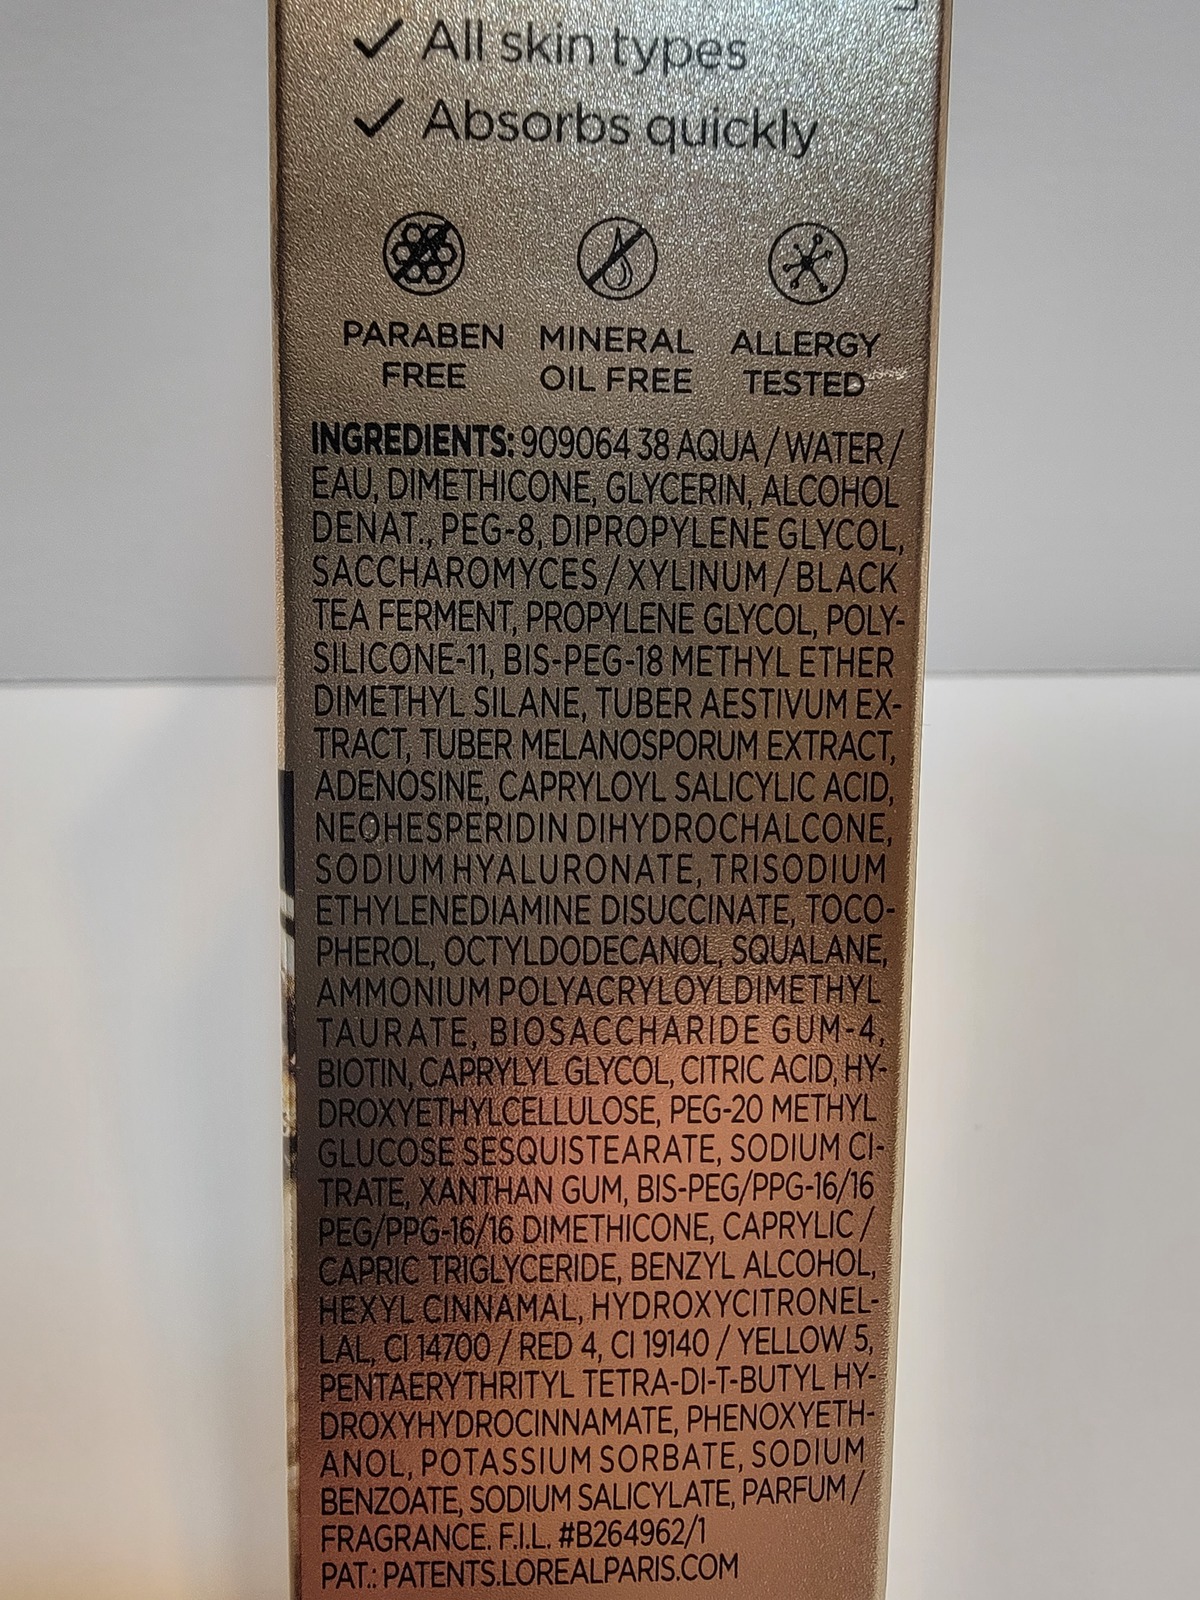 All skin types
Absorbs quickly
PARABEN FREE
MINERAL OIL FREE
ALLERGY TESTED
INGREDIENTS: 909064 38 AQUA / WATER /
EAU, DIMETHICONE, GLYCERIN, ALCOHOL
DENAT., PEG-8, DIPROPYLENE GLYCOL,
SACCHAROMYCES / XYLINUM / BLACK
TEA FERMENT, PROPYLENE GLYCOL, POLY-
SILICONE-11, BIS-PEG-18 METHYL ETHER
DIMETHYL SILANE, TUBER AESTIVUM EX-
TRACT, TUBER MELANOSPORUM EXTRACT,
ADENOSINE, CAPRYLOYL SALICYLIC ACID,
NEOHESPERIDIN DIHYDROCHALCONE,
SODIUM HYALURONATE, TRISODIUM
ETHYLENEDIAMINE DISUCCINATE, TOCO-
PHEROL, OCTYLDODECANOL, SQUALANE,
AMMONIUM POLYACRYLOYLDIMETHYL
TAURATE, BIOSACCHARIDE GUM-4,
BIOTIN, CAPRYLYL GLYCOL, CITRIC ACID, HY-
DROXYETHYLCELLULOSE, PEG-20 METHYL
GLUCOSE SESQUISTEARATE, SODIUM CI-
TRATE, XANTHAN GUM, BIS-PEG/PPG-16/16
PEG/PPG-16/16 DIMETHICONE, CAPRYLIC /
CAPRIC TRIGLYCERIDE, BENZYL ALCOHOL,
HEXYL CINNAMAL, HYDROXYCITRONEL-
LAL, CI 14700 / RED 4, CI 19140 / YELLOW 5,
PENTAERYTHRITYL TETRA-DI-T-BUTYL HY-
DROXYHYDROCINNAMATE, PHENOXYETH-
ANOL, POTASSIUM SORBATE, SODIUM
BENZOATE, SODIUM SALICYLATE, PARFUM /
FRAGRANCE. F.I.L. #B264962/1
PAT.: PATENTS.LOREALPARIS.COM